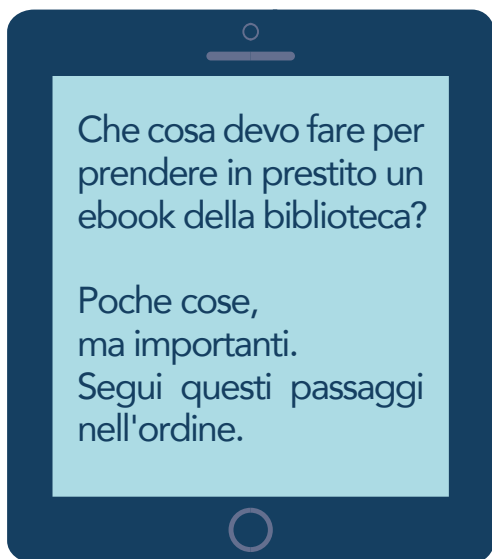 Che cosa devo fare per
prendere in prestito un
ebook della biblioteca?
Poche cose,
ma importanti.
Segui questi passaggi
nell'ordine.